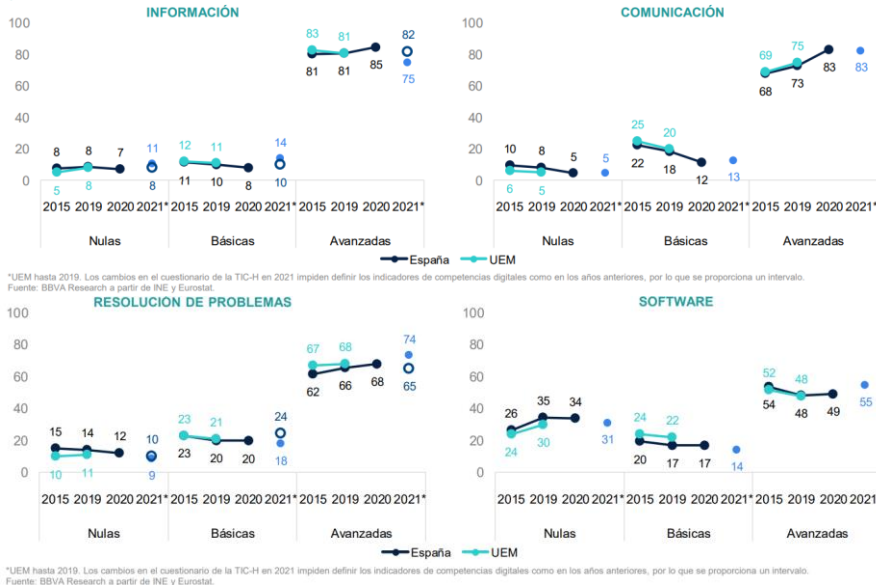 INFORMACIÓN
100
80
60
40
20
0
83 81 82
81 81 85 75
8 8 7 11
5 8 8
12 11 14
11 10 8 10
2015 2019 2020 2021* 2015 2019 2020 2021* 2015 2019 2020 2021*
Nulas Básicas Avanzadas
COMUNICACIÓN
100
80
60
40
20
0
69 75
68 73 83 83
10 8 5 5
6 5
25 20
22 18 12 13
2015 2019 2020 2021* 2015 2019 2020 2021* 2015 2019 2020 2021*
Nulas Básicas Avanzadas
España UEM
*UEM hasta 2019. Los cambios en el cuestionario de la TIC-H en 2021 impiden definir los indicadores de competencias digitales como en los años anteriores, por lo que se proporciona un intervalo.
Fuente: BBVA Research a partir de INE y Eurostat.
RESOLUCIÓN DE PROBLEMAS
100
80
60
40
20
0
67 68 74
62 66 68 65
15 14 12 10
10 11 9
23 21 24
23 20 20 18
2015 2019 2020 2021* 2015 2019 2020 2021* 2015 2019 2020 2021*
Nulas Básicas Avanzadas
SOFTWARE
100
80
60
40
20
0
52 48
54 48 49 55
26 35 34
24 30 31
24 22
20 17 17 14
2015 2019 2020 2021* 2015 2019 2020 2021* 2015 2019 2020 2021*
Nulas Básicas Avanzadas
España UEM
*UEM hasta 2019. Los cambios en el cuestionario de la TIC-H en 2021 impiden definir los indicadores de competencias digitales como en los años anteriores, por lo que se proporciona un intervalo.
Fuente: BBVA Research a partir de INE y Eurostat.